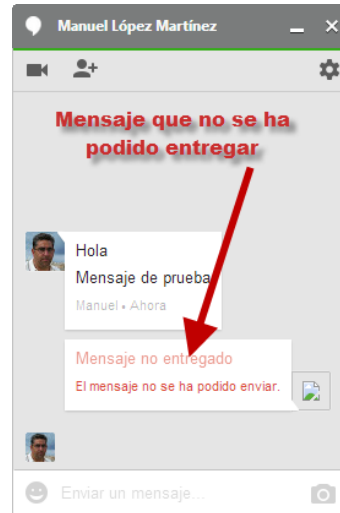 Manuel López Martínez
Mensaje que no se ha
podido entregar
Hola
Mensaje de prueba
Manuel • Ahora
Mensaje no entregado
El mensaje no se ha podido enviar.
Enviar un mensaje...